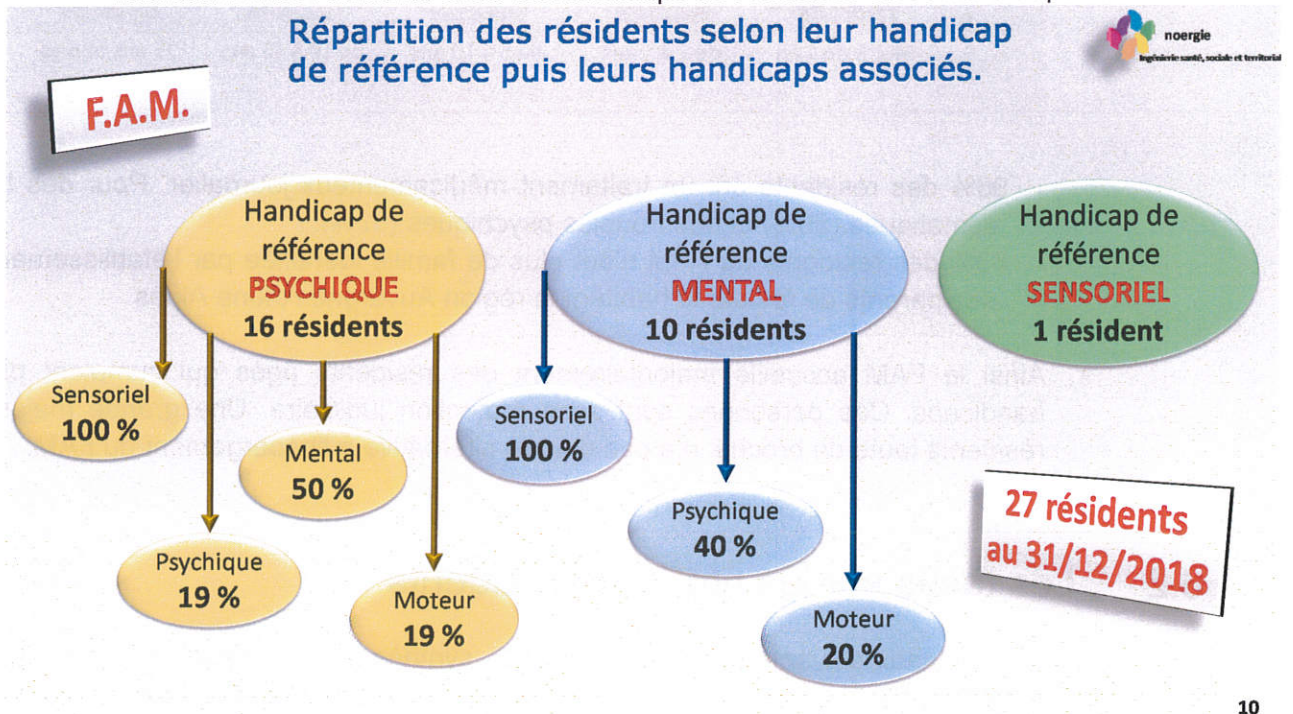 Répartition des résidents selon leur handicap
de référence puis leurs handicaps associés.
noergie
Ingénierie santé, sociale et territorial
F.A.M.
Handicap de
référence
PSYCHIQUE
16 résidents
Handicap de
référence
MENTAL
10 résidents
Handicap de
référence
SENSORIEL
1 résident
Sensoriel
100 %
Mental
50 %
Psychique
19 %
Moteur
19 %
Sensoriel
100 %
Psychique
40 %
Moteur
20 %
27 résidents
au 31/12/2018
10